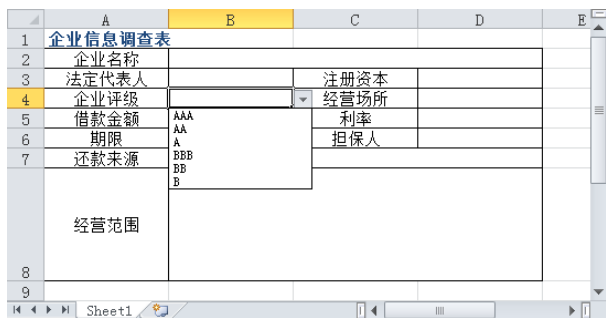 A B C D E
1 企业信息调查表
2 企业名称
3 法定代表人 注册资本
4 企业评级 经营场所
5 借款金额 AAA 利率
AA
6 期限 A 担保人
BBB
7 还款来源 BB
B
经营范围
8
9
Sheet1